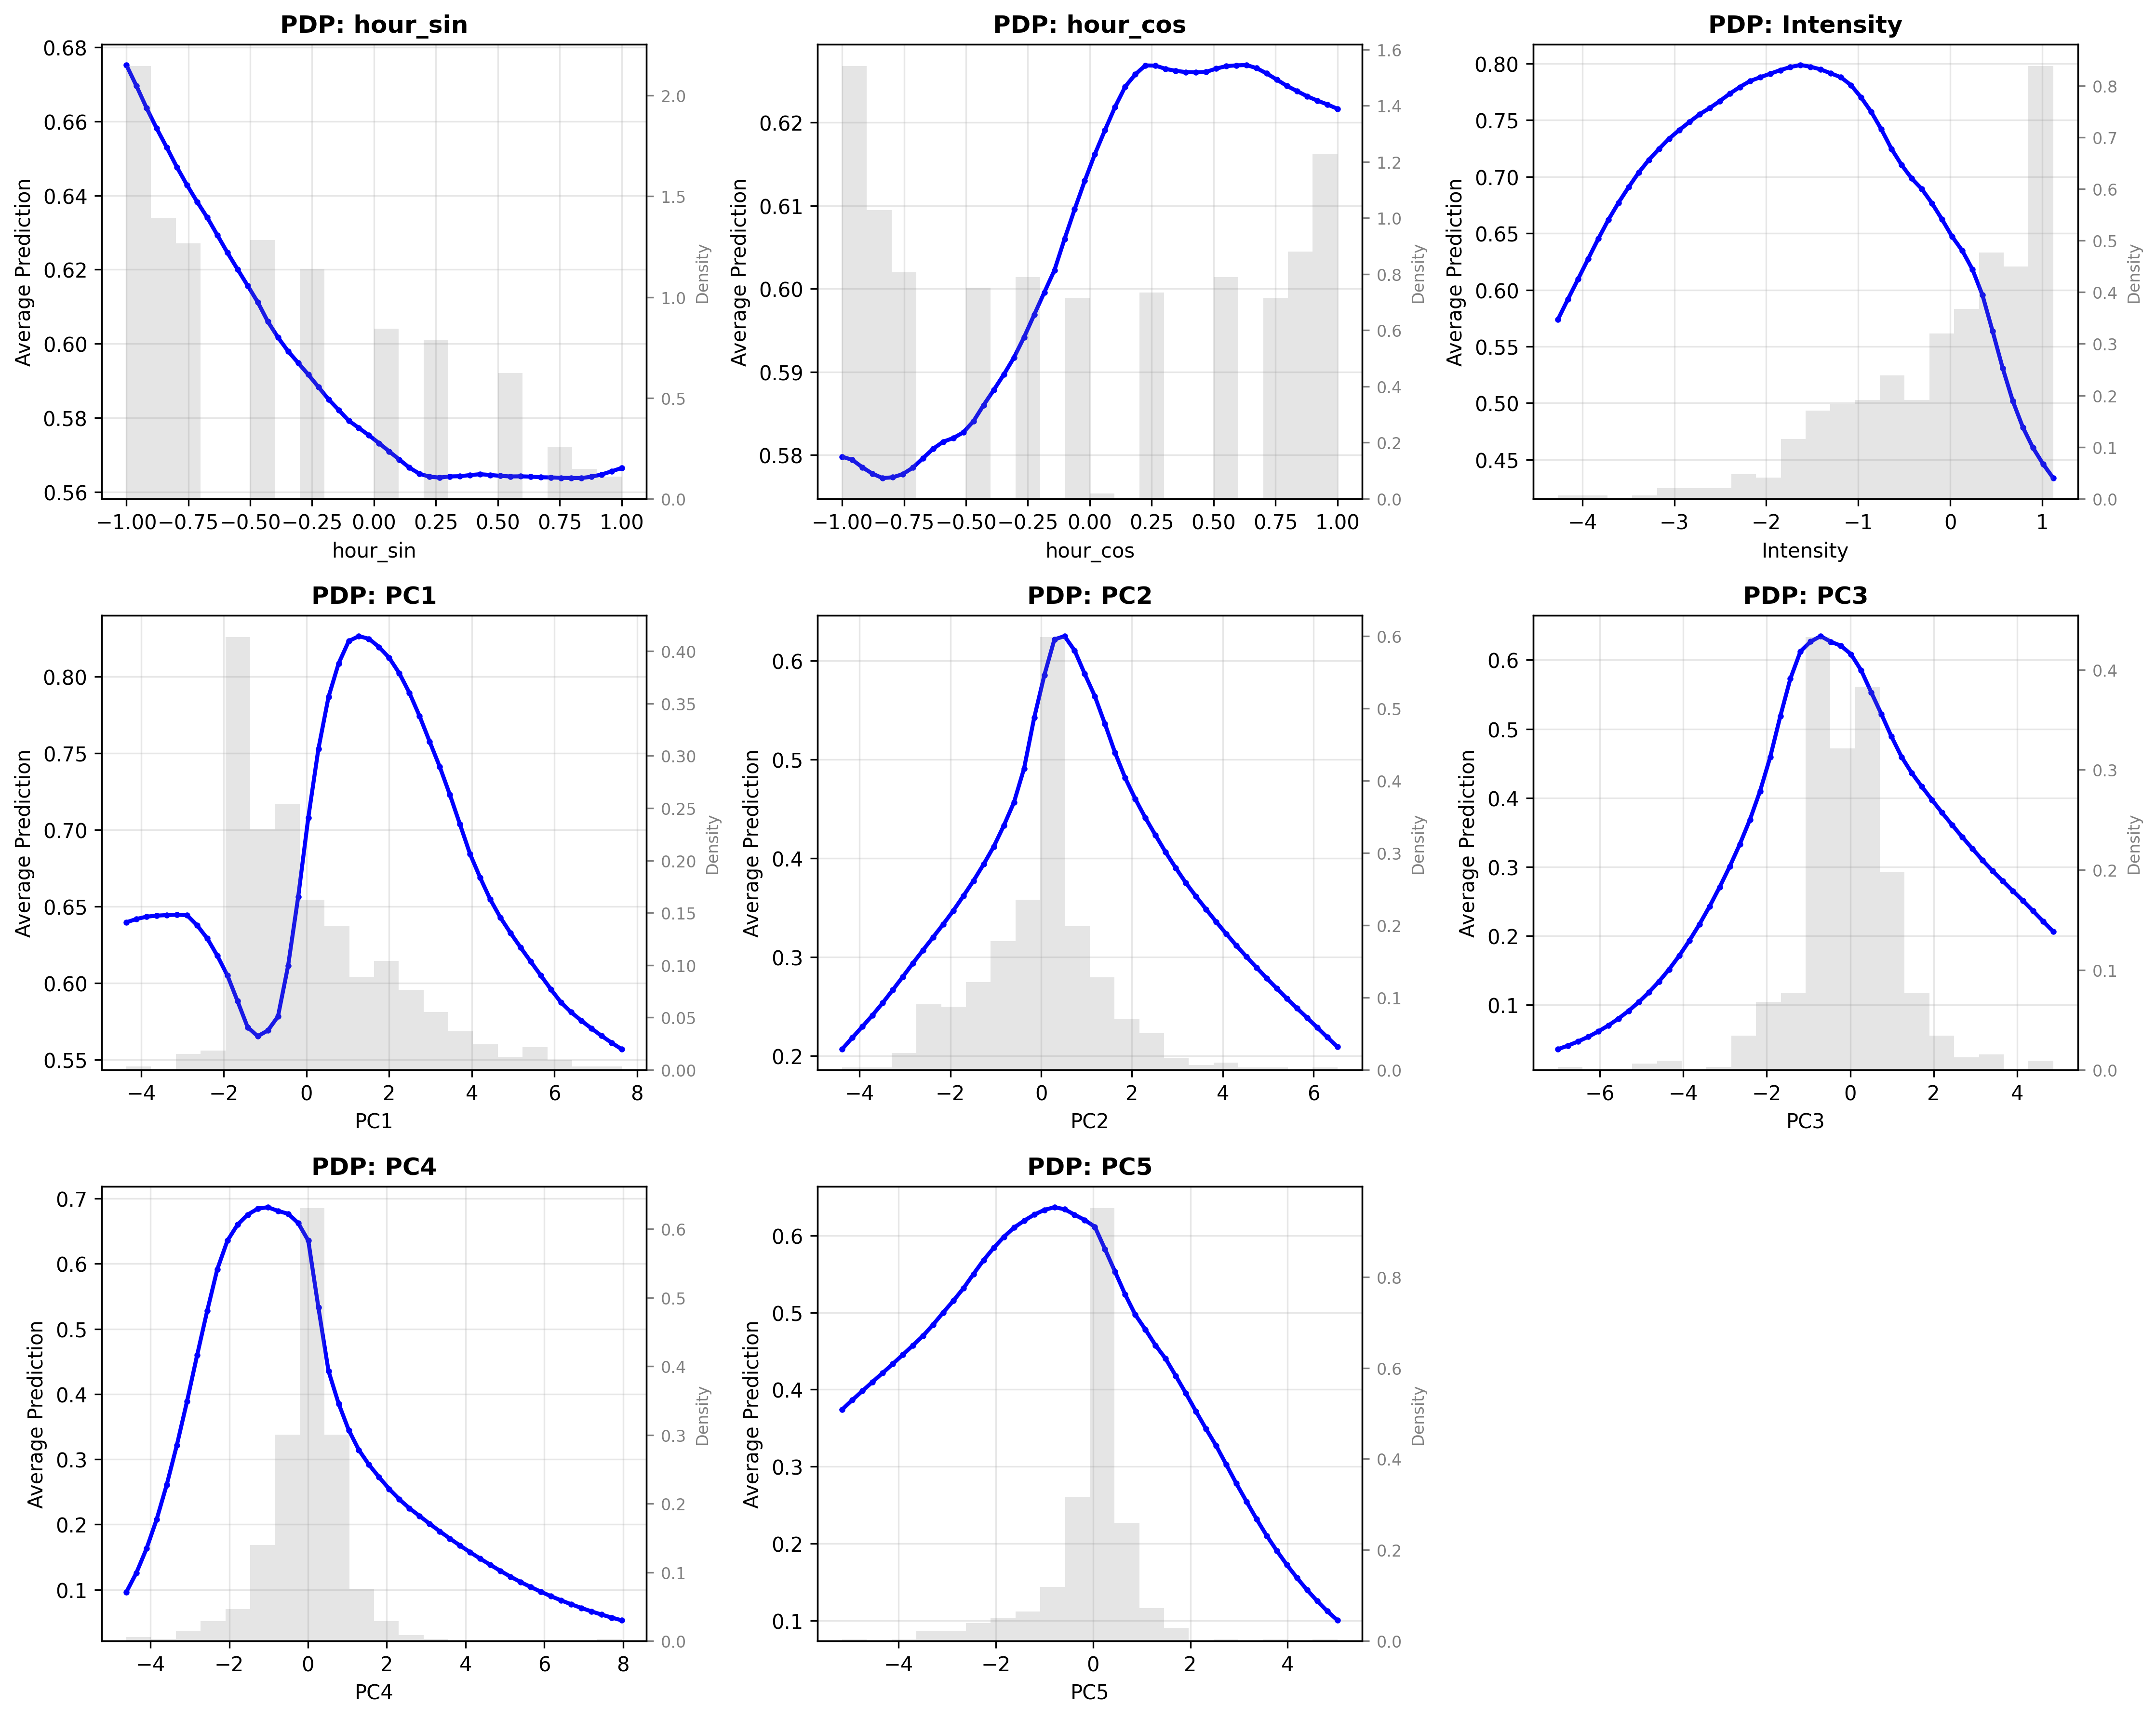 PDP: hour_sin
0.68
0.66
0.64
0.62
0.60
0.58
0.56
Average Prediction
2.0
1.5
1.0
0.5
0.0
Density
−1.00 −0.75 −0.50 −0.25 0.00 0.25 0.50 0.75 1.00
hour_sin
PDP: hour_cos
0.62
0.61
0.60
0.59
0.58
Average Prediction
1.6
1.4
1.2
1.0
0.8
0.6
0.4
0.2
0.0
Density
−1.00 −0.75 −0.50 −0.25 0.00 0.25 0.50 0.75 1.00
hour_cos
PDP: Intensity
0.80
0.75
0.70
0.65
0.60
0.55
0.50
0.45
Average Prediction
0.8
0.7
0.6
0.5
0.4
0.3
0.2
0.1
0.0
Density
−4 −3 −2 −1 0 1
Intensity
PDP: PC1
0.80
0.75
0.70
0.65
0.60
0.55
Average Prediction
0.40
0.35
0.30
0.25
0.20
0.15
0.10
0.05
0.00
Density
−4 −2 0 2 4 6 8
PC1
PDP: PC2
0.6
0.5
0.4
0.3
0.2
Average Prediction
0.6
0.5
0.4
0.3
0.2
0.1
0.0
Density
−4 −2 0 2 4 6
PC2
PDP: PC3
0.6
0.5
0.4
0.3
0.2
0.1
Average Prediction
0.4
0.3
0.2
0.1
0.0
Density
−6 −4 −2 0 2 4
PC3
PDP: PC4
0.7
0.6
0.5
0.4
0.3
0.2
0.1
Average Prediction
0.6
0.5
0.4
0.3
0.2
0.1
0.0
Density
−4 −2 0 2 4 6 8
PC4
PDP: PC5
0.6
0.5
0.4
0.3
0.2
0.1
Average Prediction
0.8
0.6
0.4
0.2
0.0
Density
−4 −2 0 2 4
PC5